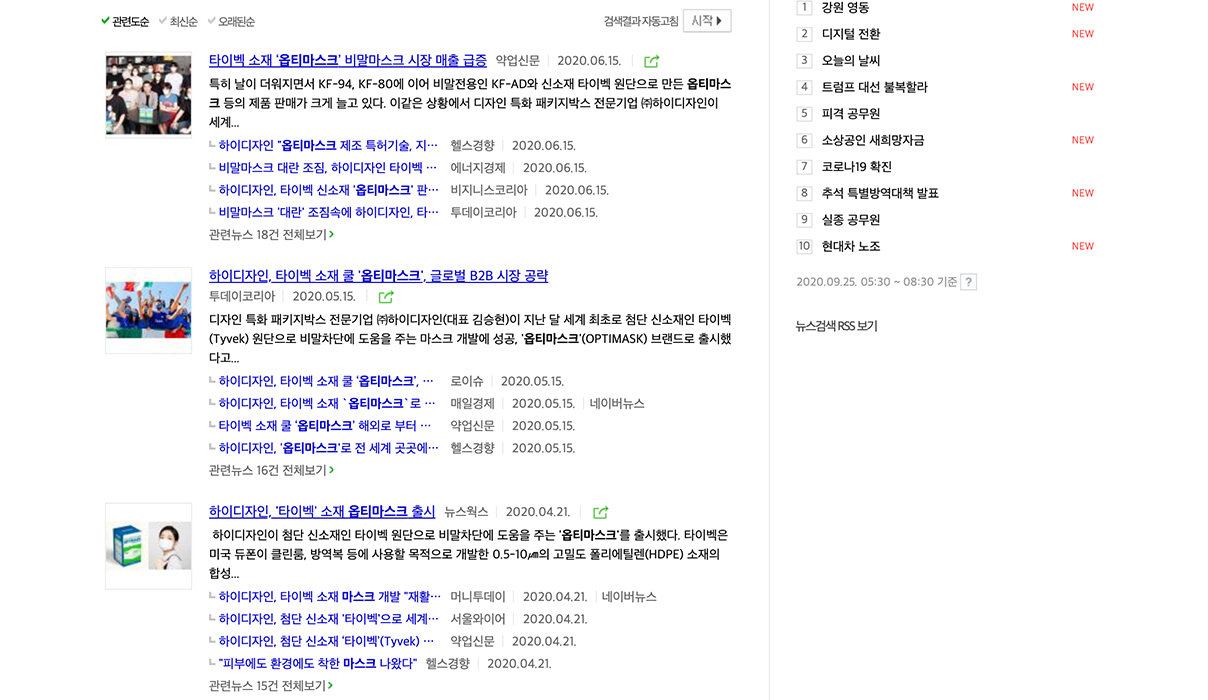 관련도순 최신순 오래된순 검색결과 자동고침 시작
타이벡 소재 '옵티마스크' 비말마스크 시장 매출 급증 약업신문 2020.06.15.
특히 날이 더워지면서 KF-94, KF-80에 이어 비말전용인 KF-AD와 신소재 타이벡 원단으로 만든 옵티마스
크 등의 제품 판매가 크게 늘고 있다. 이같은 상황에서 디자인 특화 패키지박스 전문기업 ㈜하이디자인이
세계...
하이디자인 "옵티마스크 제조 특허기술, 지… 헬스경향 2020.06.15.
비말마스크 대란 조짐, 하이디자인 타이벡 … 에너지경제 2020.06.15.
하이디자인, 타이벡 신소재 '옵티마스크' 판… 비지니스코리아 2020.06.15.
비말마스크 '대란' 조짐속에 하이디자인, 타… 투데이코리아 2020.06.15.
관련뉴스 18건 전체보기
하이디자인, 타이벡 소재 쿨 '옵티마스크', 글로벌 B2B 시장 공략
투데이코리아 2020.05.15.
디자인 특화 패키지박스 전문기업 ㈜하이디자인(대표 김승현)이 지난 달 세계 최초로 첨단 신소재인 타이벡
(Tyvek) 원단으로 비말차단에 도움을 주는 마스크 개발에 성공, '옵티마스크'(OPTIMASK) 브랜드로 출시했
다고...
하이디자인, 타이벡 소재 쿨 '옵티마스크', … 로이슈 2020.05.15.
하이디자인, 타이벡 소재 `옵티마스크`로 … 매일경제 2020.05.15. 네이버뉴스
타이벡 소재 쿨 '옵티마스크' 해외로 부터 … 약업신문 2020.05.15.
하이디자인, '옵티마스크'로 전 세계 곳곳에… 헬스경향 2020.05.15.
관련뉴스 16건 전체보기
하이디자인, '타이벡' 소재 옵티마스크 출시 뉴스웍스 2020.04.21.
하이디자인이 첨단 신소재인 타이벡 원단으로 비말차단에 도움을 주는 '옵티마스크'를 출시했다. 타이벡은
미국 듀폰이 클린룸, 방역복 등에 사용할 목적으로 개발한 0.5-10㎛의 고밀도 폴리에틸렌(HDPE) 소재의
합성...
하이디자인, 타이벡 소재 마스크 개발 "재활… 머니투데이 2020.04.21. 네이버뉴스
하이디자인, 첨단 신소재 '타이벡'으로 세계… 서울와이어 2020.04.21.
하이디자인, 첨단 신소재 '타이벡'(Tyvek) … 약업신문 2020.04.21.
"피부에도 환경에도 착한 마스크 나왔다" 헬스경향 2020.04.21.
관련뉴스 15건 전체보기
1 강원 영동 NEW
2 디지털 전환 NEW
3 오늘의 날씨
4 트럼프 대선 불복할라 NEW
5 피격 공무원
6 소상공인 새희망자금 NEW
7 코로나19 확진
8 추석 특별방역대책 발표 NEW
9 실종 공무원
10 현대차 노조 NEW
2020.09.25. 05:30 ~ 08:30 기준 ?
뉴스검색 RSS 보기